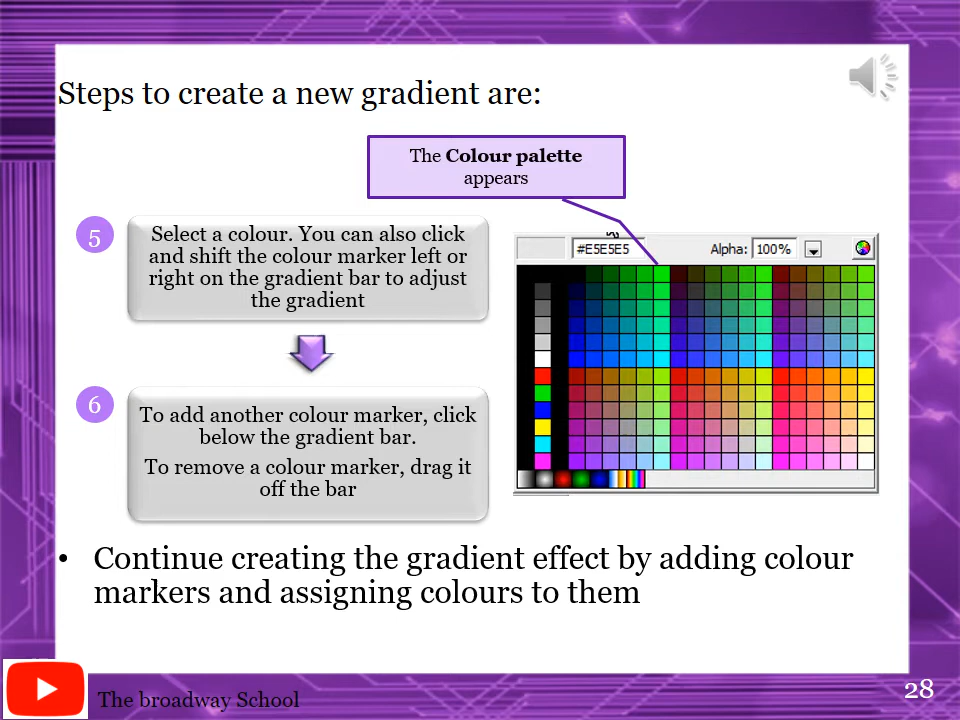 Steps to create a new gradient are:
The Colour palette
appears
5
Select a colour. You can also click
and shift the colour marker left or
right on the gradient bar to adjust
the gradient
#E5E5E5
Alpha: 100%
6
To add another colour marker, click
below the gradient bar.
To remove a colour marker, drag it
off the bar
• Continue creating the gradient effect by adding colour
markers and assigning colours to them
The broadway School
28